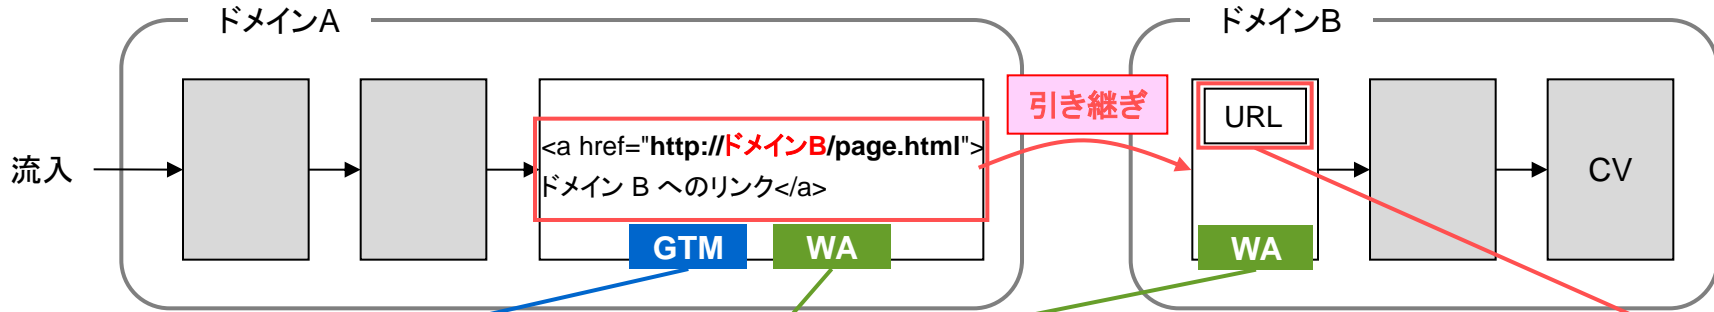 ドメインA
ドメインB
引き継ぎ
URL
<a href="http://ドメインB/page.html">
ドメイン B へのリンク</a>
流入
CV
GTM
WA
WA